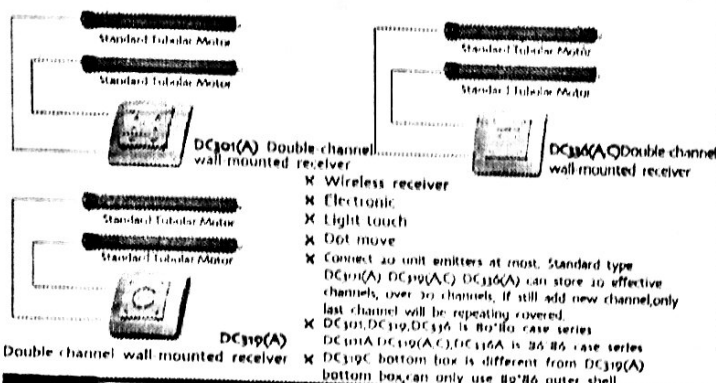 Standard Tubular Motor
Standard Tubular Motor
DC301(A) Double channel
wall-mounted receiver
Standard Tubular Motor
Standard Tubular Motor
DC336(A,C)Double channel
wall-mounted receiver
Standard Tubular Motor
Standard Tubular Motor
DC319(A)
Double channel wall-mounted receiver
× Wireless receiver
× Electronic
× Light touch
× Dot move
× Connect 20 unit emitters at most. Standard type
DC301(A) DC319(A,C) DC336(A) can store 20 effective
channels, over 20 channels, if still add new channel,only
last channel will be repeating covered.
× DC301,DC319,DC336 is 80*80 case series
DC301A DC319(A,C),DC336A is 86*86 case series
× DC319C bottom box is different from DC319(A)
bottom box,can only use outer shell